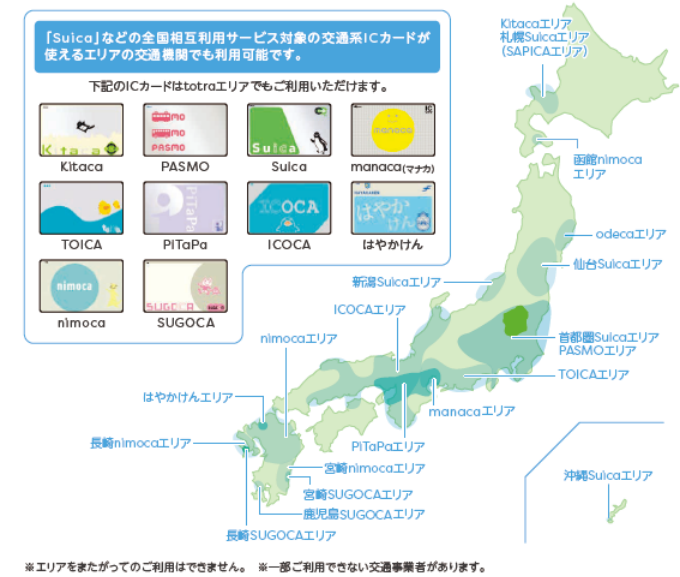 「Suica」などの全国相互利用サービス対象の交通系ICカードが
使えるエリアの交通機関でも利用可能です。
下記のICカードはtotraエリアでもご利用いただけます。
Kitaca
Kitaca
PASMO
PASMO
Suica
Suica
manaca
manaca(マナカ)
TOICA
PiTaPa
PiTaPa
ICOCA
ICOCA
はやかけん
はやかけん
nimoca
nimoca
SUGOCA
SUGOCA
Kitacaエリア
札幌Suicaエリア
(SAPICAエリア)
函館nimoca
エリア
odecaエリア
仙台Suicaエリア
新潟Suicaエリア
ICOCAエリア
nimocaエリア
首都圏Suicaエリア
PASMOエリア
TOICAエリア
はやかけんエリア
manacaエリア
長崎nimocaエリア
PiTaPaエリア
宮崎nimocaエリア
宮崎SUGOCAエリア
鹿児島SUGOCAエリア
長崎SUGOCAエリア
沖縄Suicaエリア
※エリアをまたがってのご利用はできません。 ※一部ご利用できない交通事業者があります。